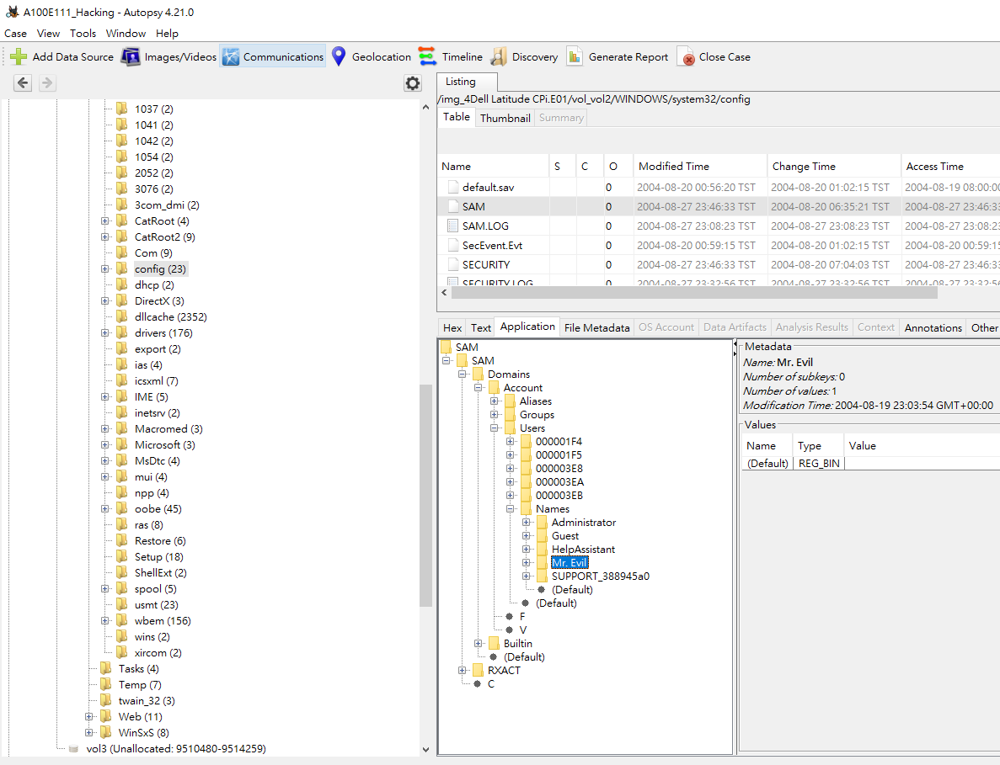 A100E111_Hacking - Autopsy 4.21.0
Case View Tools Window Help
Add Data Source Images/Videos Communications Geolocation Timeline Discovery Generate Report Close Case
1037 (2)
1041 (2)
1042 (2)
1054 (2)
2052 (2)
3076 (2)
3com_dmi (2)
CatRoot (4)
CatRoot2 (9)
Com (9)
config (23)
dhcp (2)
DirectX (3)
dllcache (2352)
drivers (176)
export (2)
ias (4)
icsxml (7)
IME (5)
inetsrv (2)
Macromed (3)
Microsoft (3)
MsDtc (4)
mui (4)
npp (4)
oobe (45)
ras (8)
Restore (6)
Setup (18)
ShellExt (2)
spool (5)
usmt (23)
wbem (156)
wins (2)
xircom (2)
Tasks (4)
Temp (7)
twain_32 (3)
Web (11)
WinSxS (8)
vol3 (Unallocated: 9510480-9514259)
Listing
/img_4Dell Latitude CPi.E01/vol_vol2/WINDOWS/system32/config
Table Thumbnail Summary
Name S C O Modified Time Change Time Access Time
default.sav 0 2004-08-20 00:56:20 TST 2004-08-20 01:02:15 TST 2004-08-19 08:00:00
SAM 0 2004-08-27 23:46:33 TST 2004-08-20 06:35:21 TST 2004-08-27 23:46:33
SAM.LOG 0 2004-08-27 23:08:23 TST 2004-08-27 23:08:23 TST 2004-08-27 23:08:23
SecEvent.Evt 0 2004-08-20 00:59:15 TST 2004-08-20 01:02:15 TST 2004-08-20 00:59:15
SECURITY 0 2004-08-27 23:46:33 TST 2004-08-20 07:04:03 TST 2004-08-27 23:46:33
SECURITY.LOG 0 2004-08-27 23:32:56 TST 2004-08-27 23:32:56 TST 2004-08-27 23:32:56
Hex Text Application File Metadata OS Account Data Artifacts Analysis Results Context Annotations Other
SAM
SAM
Domains
Account
Aliases
Groups
Users
000001F4
000001F5
000003E8
000003EA
000003EB
Names
Administrator
Guest
HelpAssistant
Mr. Evil
SUPPORT_388945a0
(Default)
(Default)
F
V
Builtin
(Default)
RXACT
C
Metadata
Name: Mr. Evil
Number of subkeys: 0
Number of values: 1
Modification Time: 2004-08-19 23:03:54 GMT+00:00
Values
Name Type Value
(Default) REG_BIN